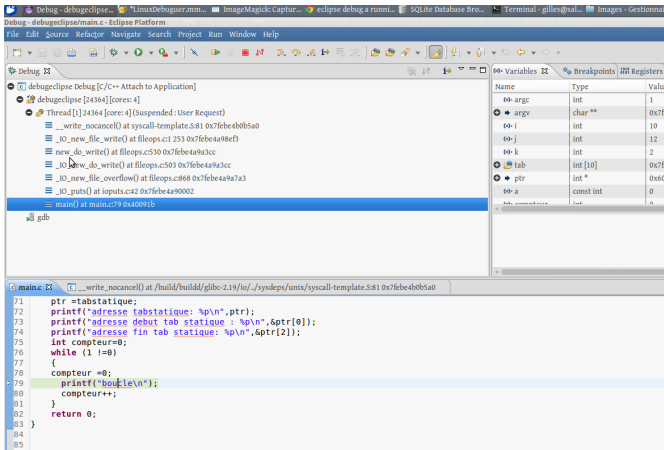 Debug - debugeclipse... *LinuxDebuguer.mm... ImageMagick: Captur... eclipse debug a runni... SQLite Database Bro... Terminal - gilles@sal... Images - Gestionna
Debug - debugeclipse/main.c - Eclipse Platform
File Edit Source Refactor Navigate Search Project Run Window Help
Debug
debugeclipse Debug [C/C++ Attach to Application]
debugeclipse [24364] [cores: 4]
Thread [1] 24364 [core: 4] (Suspended : User Request)
__write_nocancel() at syscall-template.S:81 0x7febe4b0b5a0
_IO_new_file_write() at fileops.c:1 253 0x7febe4a98ef3
new_do_write() at fileops.c:530 0x7febe4a9a3cc
_IO_new_do_write() at fileops.c:503 0x7febe4a9a3cc
_IO_new_file_overflow() at fileops.c:868 0x7febe4a9a7a3
_IO_puts() at ioputs.c:42 0x7febe4a90002
main() at main.c:79 0x40091b
gdb
Variables Breakpoints Registers
Name Type Valu
argc int 1
argv char ** 0x7f
i int 10
j int 12
k int 2
tab int [10] 0x7f
ptr int * 0x60
a const int 0
compteur int 0
main.c __write_nocancel() at /build/buildd/glibc-2.19/io/../sysdeps/unix/syscall-template.S:81 0x7febe4b0b5a0
71 ptr =tabstatique;
72 printf("adresse tabstatique: %p\n",ptr);
73 printf("adresse debut tab statique : %p\n",&ptr[0]);
74 printf("adresse fin tab statique: %p\n",&ptr[2]);
75 int compteur=0;
76 while (1 !=0)
77 {
78 compteur =0;
79 printf("boucle\n");
80 compteur++;
81 }
82 return 0;
83 }
84
85